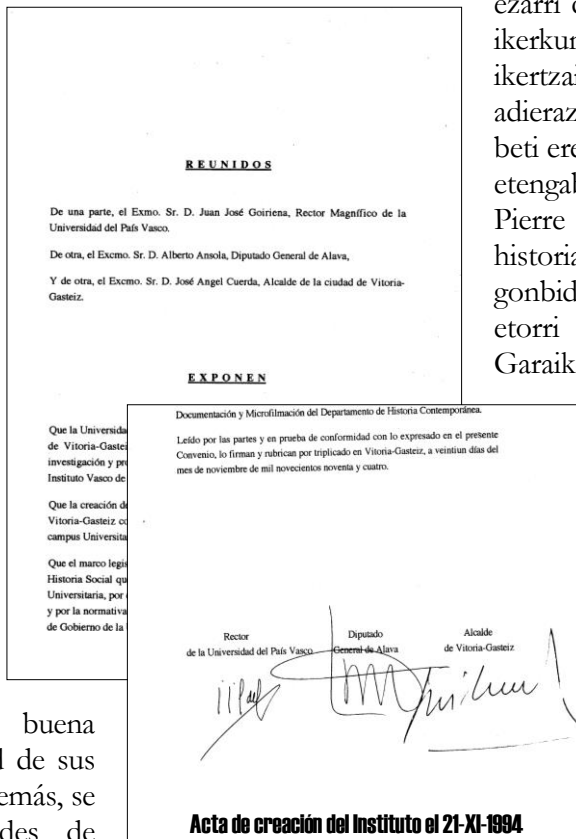 REUNIDOS
De una parte, el Exmo. Sr. D. Juan José Goiriena, Rector Magnífico de la
Universidad del País Vasco.
De otra, el Excmo. Sr. D. Alberto Ansola, Diputado General de Alava,
Y de otra, el Excmo. Sr. D. José Angel Cuerda, Alcalde de la ciudad de Vitoria-
Gasteiz.
EXPONEN
Que la Universida
de Vitoria-Gastei
investigación y pr
Instituto Vasco de
Que la creación d
Vitoria-Gasteiz co
campus Universita
Que el marco legis
Historia Social qu
Universitaria, por
y por la normativa
de Gobierno de la
Documentación y Microfilmación del Departamento de Historia Contemporánea.
Leído por las partes y en prueba de conformidad con lo expresado en el presente
Convenio, lo firman y rubrican por triplicado en Vitoria-Gasteiz, a veintiun días del
mes de noviembre de mil novecientos noventa y cuatro.
Rector
de la Universidad del País Vasco
Diputado
General de Alava
Alcalde
de Vitoria-Gasteiz
Acta de creación del Instituto el 21-XI-1994
ezarri
ikerkun
ikertzai
adieraz
beti ere
etengab
Pierre
historia
gonbid
etorri
Garaik
buena
d de sus
emás, se
des de